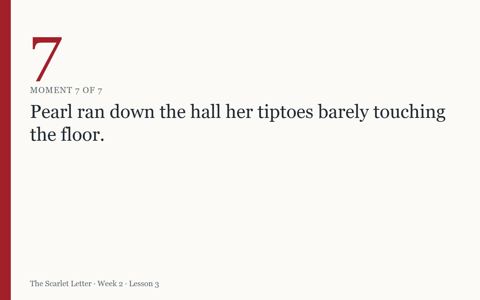 7
MOMENT 7 OF 7
Pearl ran down the hall her tiptoes barely touching
the floor.
The Scarlet Letter · Week 2 · Lesson 3